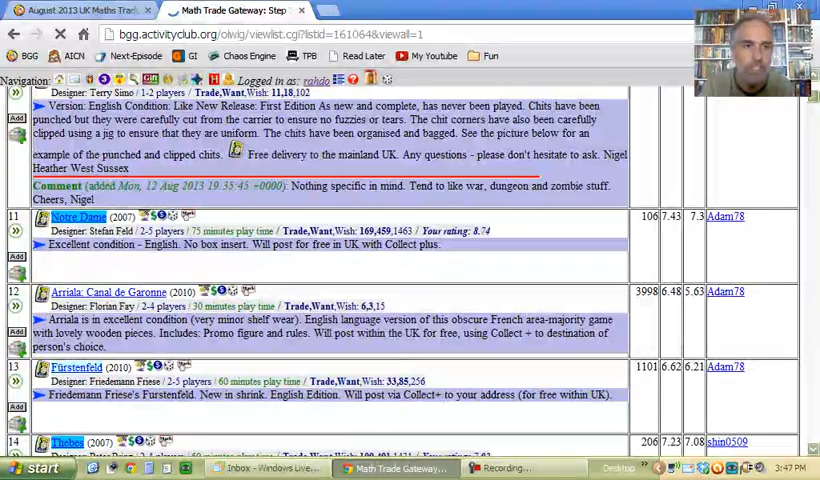 August 2013 UK Maths Trad
Math Trade Gateway: Step
bgg.activityclub.org/olwlg/viewlist.cgi?listid=161064&viewall=1
BGG AICN Next-Episode GI Chaos Engine TPB Read Later My Youtube Fun
Navigation: Logged in as: rahdo
Designer: Terry Simo / 1-2 players / Trade,Want,Wish: 11,18,102
Version: English Condition: Like New Release: First Edition As new and complete, has never been played. Chits have been
Add
punched but they were carefully cut from the carrier to ensure no fuzzies or tears. The chit corners have also been carefully
clipped using a jig to ensure that they are uniform. The chits have been organised and bagged. See the picture below for an
example of the punched and clipped chits. Free delivery to the mainland UK. Any questions - please don't hesitate to ask. Nigel
Heather West Sussex
Comment (added Mon, 12 Aug 2013 19:35:45 +0000): Nothing specific in mind. Tend to like war, dungeon and zombie stuff.
Cheers, Nigel
11 Notre Dame (2007) 106 7.43 7.3 Adam78
Designer: Stefan Feld / 2-5 players / 75 minutes play time / Trade,Want,Wish: 169,459,1463 / Your rating: 8.74
Excellent condition - English. No box insert. Will post for free in UK with Collect plus.
Add
12 Arriala: Canal de Garonne (2010) 3998 6.48 5.63 Adam78
Designer: Florian Fay / 2-4 players / 30 minutes play time / Trade,Want,Wish: 6,3,15
Arriala is in excellent condition (very minor shelf wear). English language version of this obscure French area-majority game
Add
with lovely wooden pieces. Includes: Promo figure and rules. Will post within the UK for free, using Collect + to destination of
person's choice.
13 Fürstenfeld (2010) 1101 6.62 6.21 Adam78
Designer: Friedemann Friese / 2-5 players / 60 minutes play time / Trade,Want,Wish: 33,85,256
Friedemann Friese's Furstenfeld. New in shrink. English Edition. Will post via Collect+ to your address (for free within UK).
Add
14 Thebes (2007) 206 7.23 7.08 shin0509
start Inbox - Windows Live... Math Trade Gateway... Recording... Desktop 3:47 PM